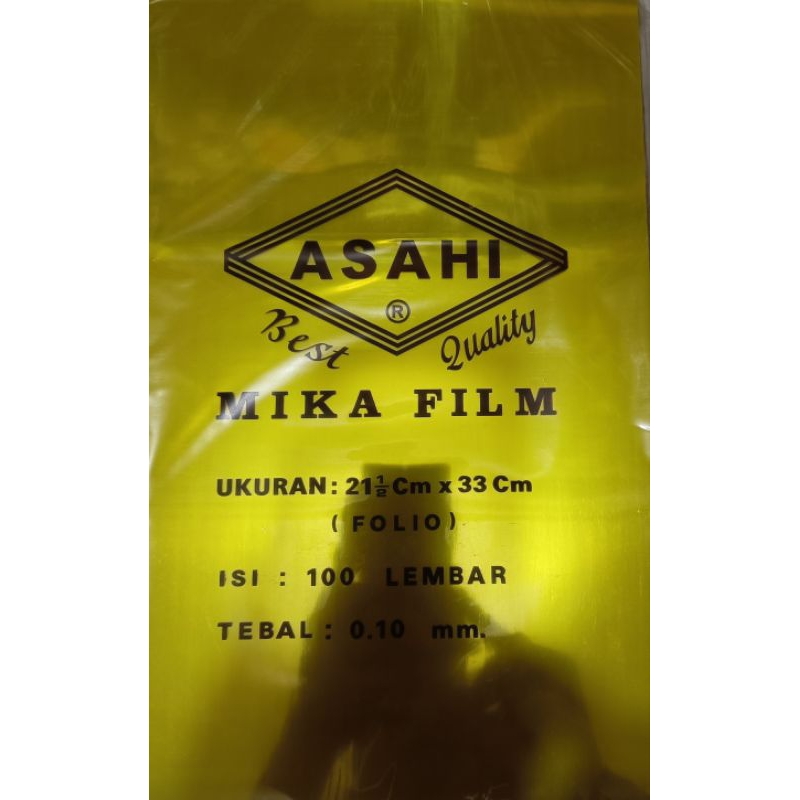 ASAHI
®
Best Quality
MIKA FILM
UKURAN: 21½ Cm x 33 Cm
( FOLIO )
ISI : 100 LEMBAR
TEBAL : 0.10 mm.